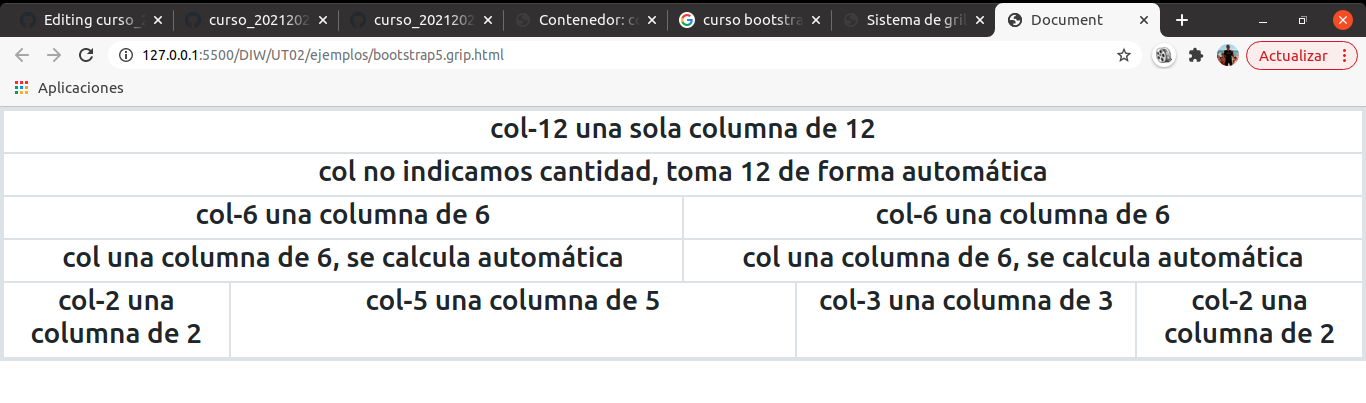 Editing curso_2
curso_2021202
curso_2021202
Contenedor: co
curso bootstra
Sistema de gril
Document
127.0.0.1:5500/DIW/UT02/ejemplos/bootstrap5.grip.html
Actualizar
Aplicaciones
col-12 una sola columna de 12
col no indicamos cantidad, toma 12 de forma automática
col-6 una columna de 6
col-6 una columna de 6
col una columna de 6, se calcula automática
col una columna de 6, se calcula automática
col-2 una
columna de 2
col-5 una columna de 5
col-3 una columna de 3
col-2 una
columna de 2